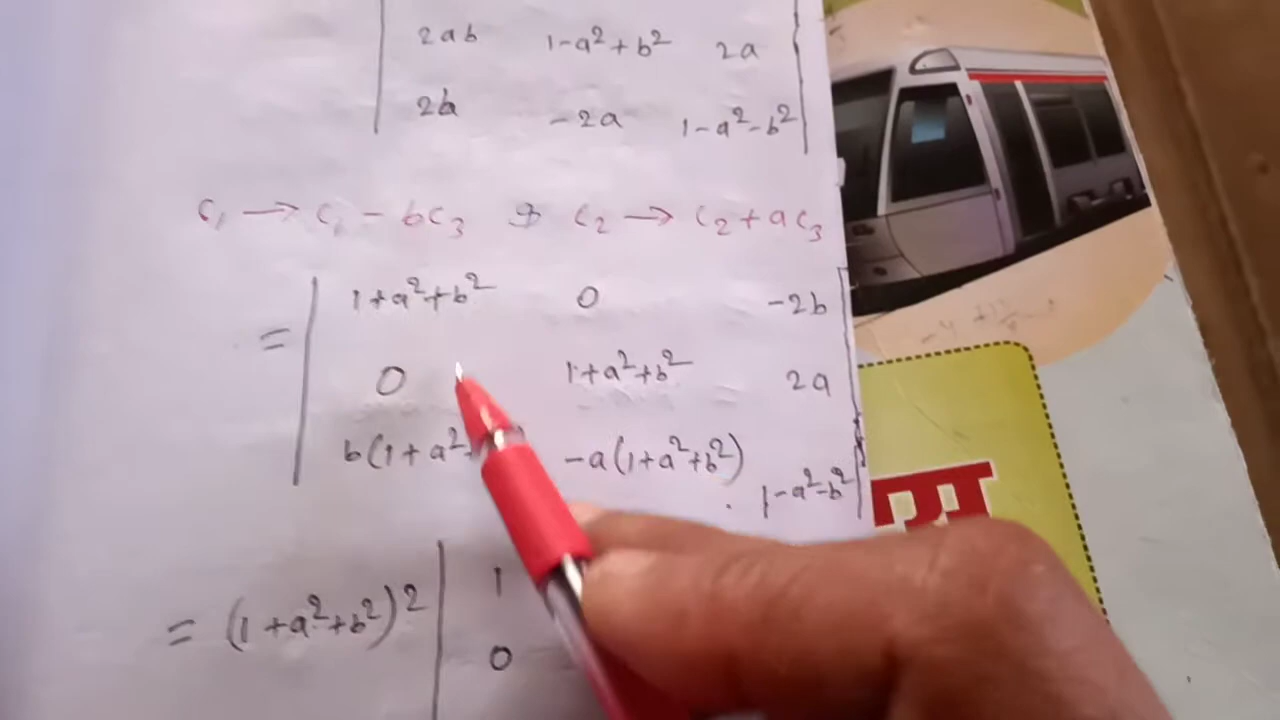 2ab 1-a²+b² 2a
2b -2a 1-a²-b²
C₁ → C₁ - bC₃ & C₂ → C₂ + aC₃
= | 1+a²+b² 0 -2b |
0 1+a²+b² 2a
b(1+a²+ -a(1+a²+b²) 1-a²-b²
= (1+a²+b²)² | 1
0